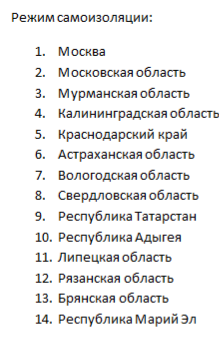 Режим самоизоляции:
1. Москва
2. Московская область
3. Мурманская область
4. Калининградская область
5. Краснодарский край
6. Астраханская область
7. Вологодская область
8. Свердловская область
9. Республика Татарстан
10. Республика Адыгея
11. Липецкая область
12. Рязанская область
13. Брянская область
14. Республика Марий Эл